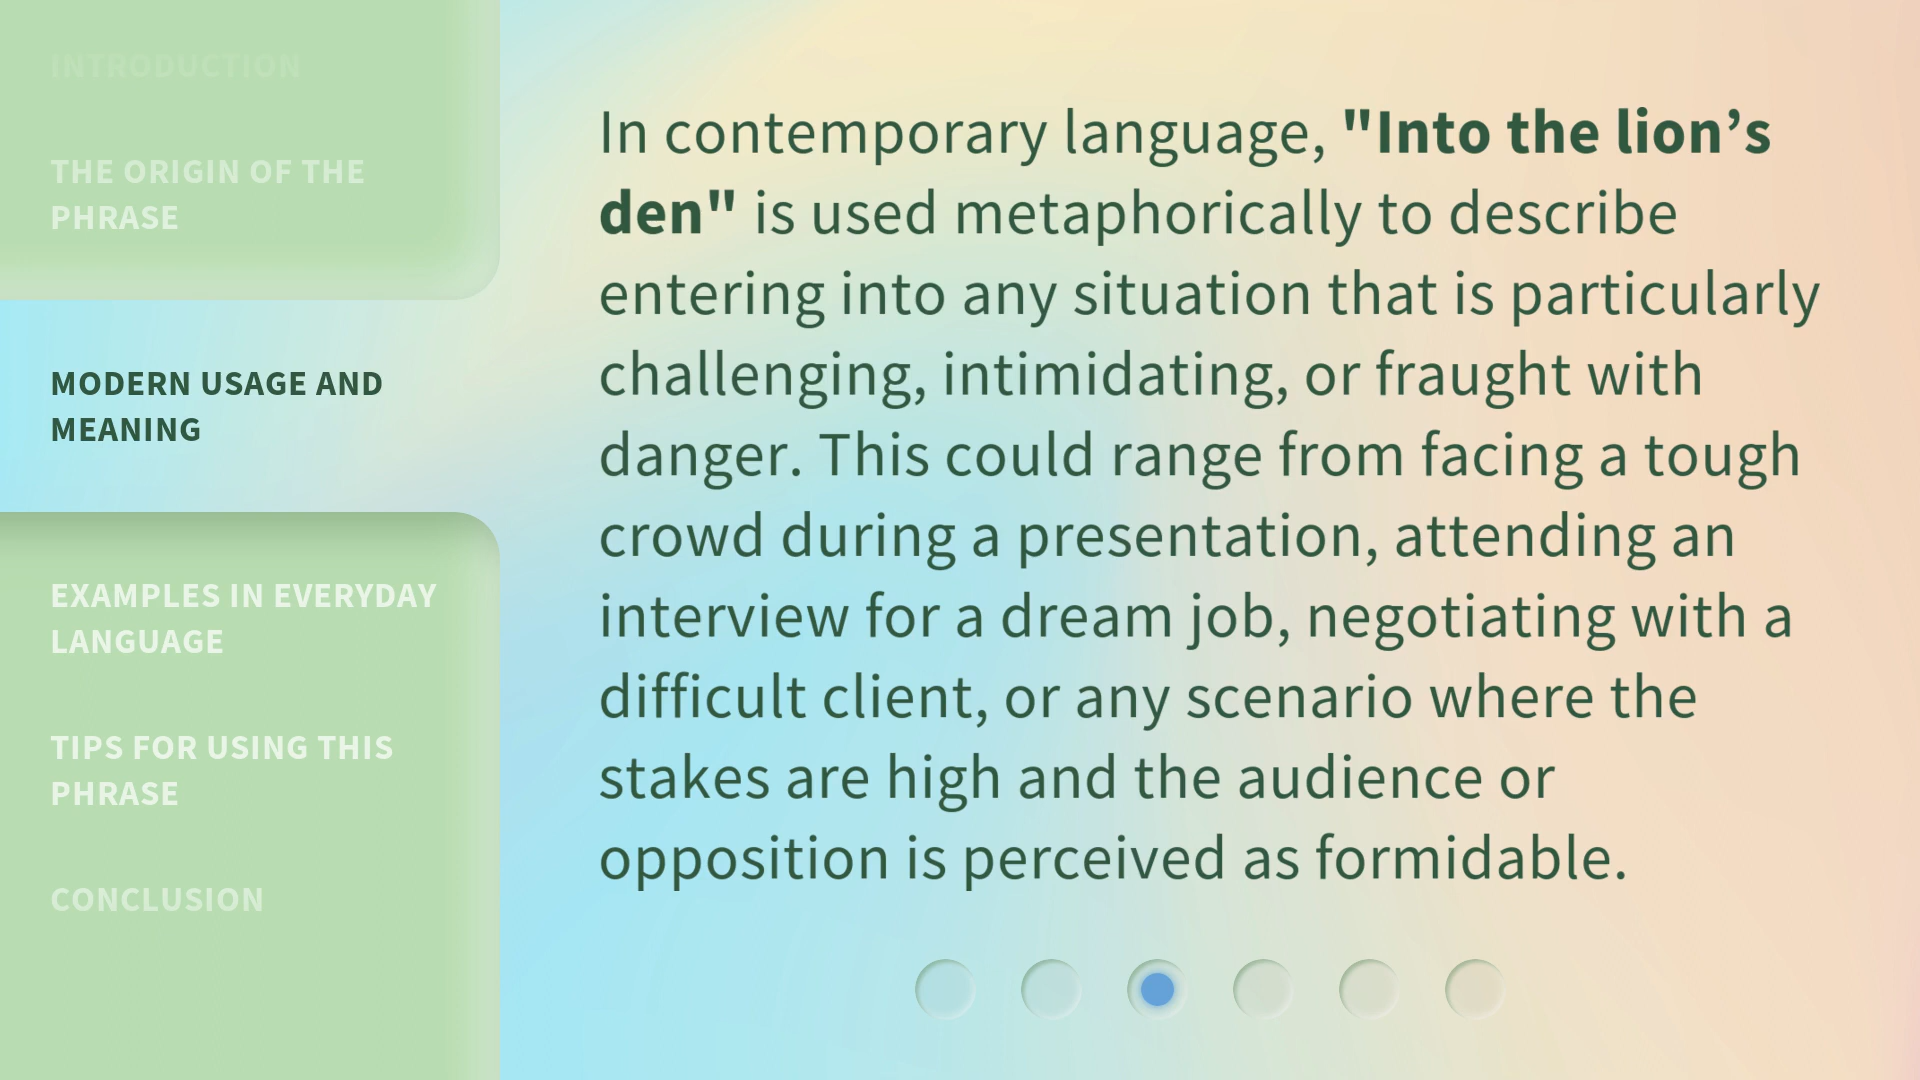 INTRODUCTION
THE ORIGIN OF THE
PHRASE
MODERN USAGE AND
MEANING
EXAMPLES IN EVERYDAY
LANGUAGE
TIPS FOR USING THIS
PHRASE
CONCLUSION
In contemporary language, "Into the lion’s
den" is used metaphorically to describe
entering into any situation that is particularly
challenging, intimidating, or fraught with
danger. This could range from facing a tough
crowd during a presentation, attending an
interview for a dream job, negotiating with a
difficult client, or any scenario where the
stakes are high and the audience or
opposition is perceived as formidable.